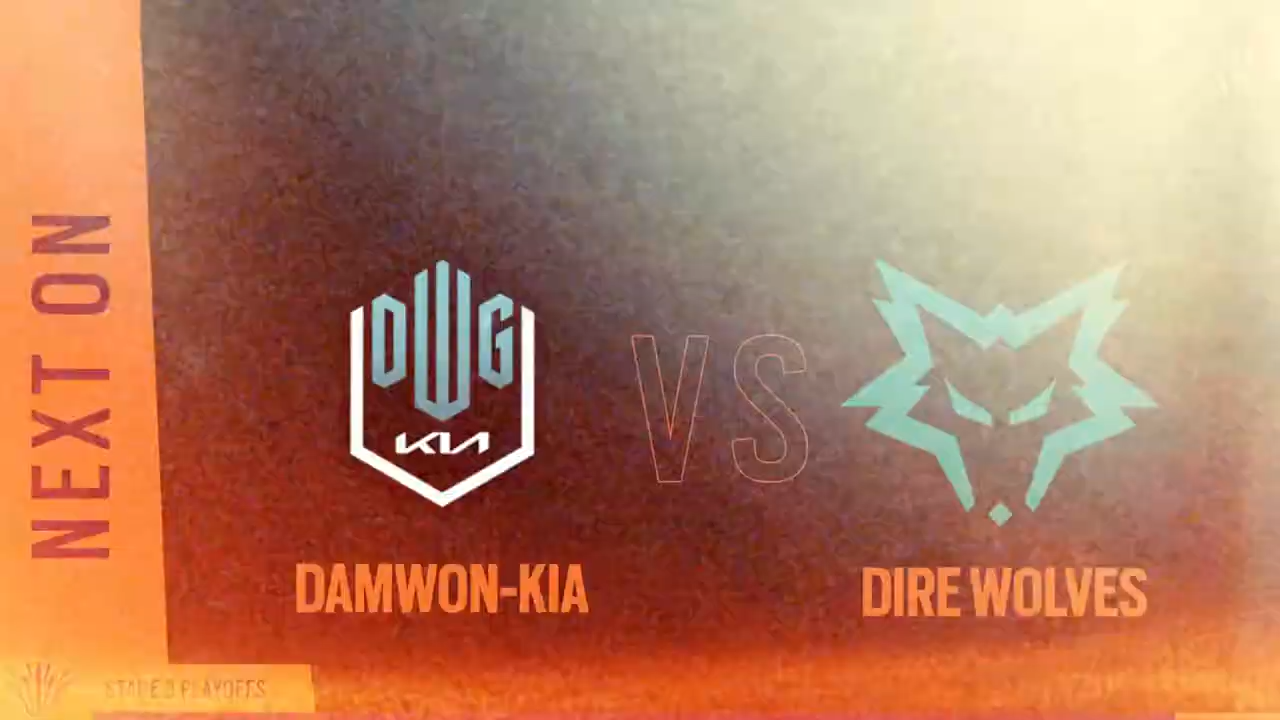 NEXT ON
DWG
KIA
VS
DAMWON-KIA
DIRE WOLVES
STAGE 3 PLAYOFFS